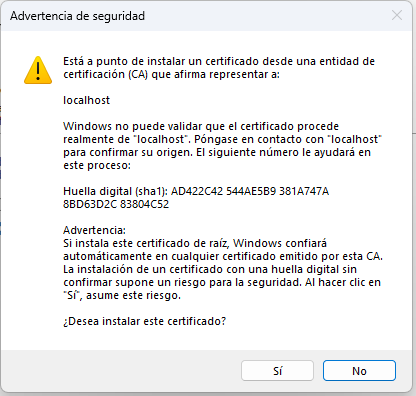 Advertencia de seguridad
Está a punto de instalar un certificado desde una entidad de
certificación (CA) que afirma representar a:
localhost
Windows no puede validar que el certificado procede
realmente de "localhost". Póngase en contacto con "localhost"
para confirmar su origen. El siguiente número le ayudará en
este proceso:
Huella digital (sha1): AD422C42 544AE5B9 381A747A
8BD63D2C 83804C52
Advertencia:
Si instala este certificado de raíz, Windows confiará
automáticamente en cualquier certificado emitido por esta CA.
La instalación de un certificado con una huella digital sin
confirmar supone un riesgo para la seguridad. Al hacer clic en
"Sí", asume este riesgo.
¿Desea instalar este certificado?
Sí
No